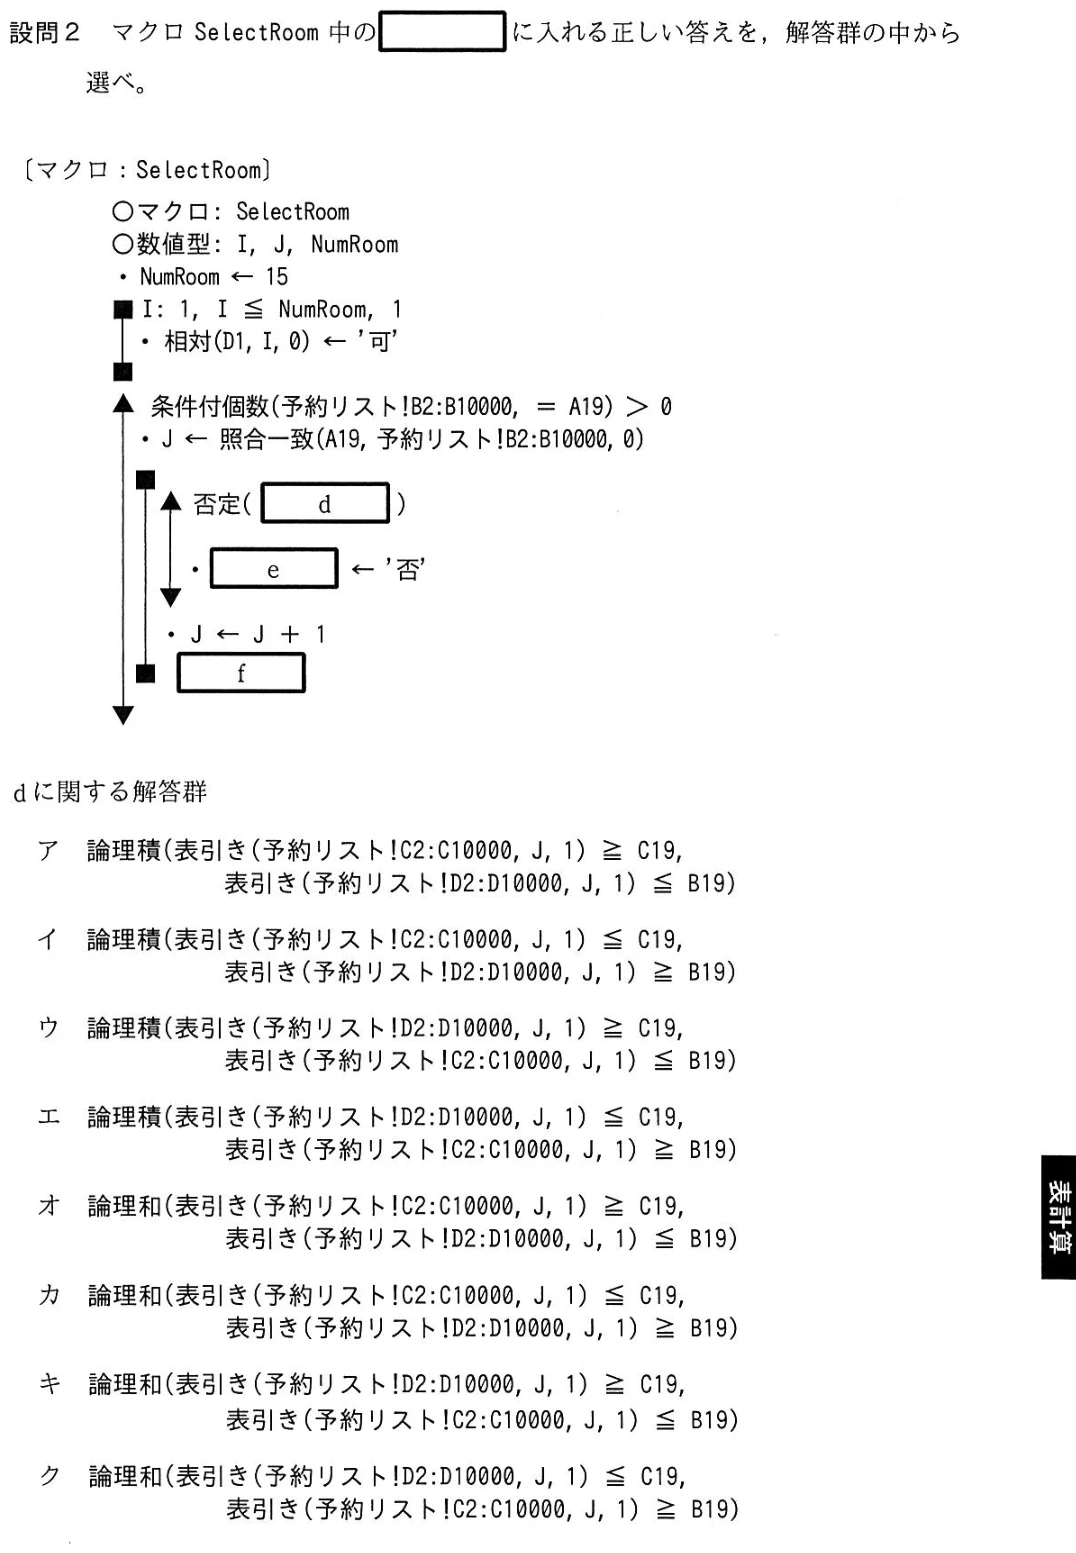 設問2 マクロ SelectRoom 中の　　　　に入れる正しい答えを，解答群の中から
選べ。
〔マクロ：SelectRoom〕
○マクロ: SelectRoom
○数値型: I, J, NumRoom
・NumRoom ← 15
■ I: 1, I ≦ NumRoom, 1
・相対(D1, I, 0) ← '可'
■
▲ 条件付個数(予約リスト!B2:B10000, ＝ A19) ＞ 0
・J ← 照合一致(A19, 予約リスト!B2:B10000, 0)
■
▲ 否定( d )
・ e ← '否'
▼
・J ← J ＋ 1
■ f
▼
dに関する解答群
ア 論理積(表引き(予約リスト!C2:C10000, J, 1) ≧ C19,
表引き(予約リスト!D2:D10000, J, 1) ≦ B19)
イ 論理積(表引き(予約リスト!C2:C10000, J, 1) ≦ C19,
表引き(予約リスト!D2:D10000, J, 1) ≧ B19)
ウ 論理積(表引き(予約リスト!D2:D10000, J, 1) ≧ C19,
表引き(予約リスト!C2:C10000, J, 1) ≦ B19)
エ 論理積(表引き(予約リスト!D2:D10000, J, 1) ≦ C19,
表引き(予約リスト!C2:C10000, J, 1) ≧ B19)
オ 論理和(表引き(予約リスト!C2:C10000, J, 1) ≧ C19,
表引き(予約リスト!D2:D10000, J, 1) ≦ B19)
カ 論理和(表引き(予約リスト!C2:C10000, J, 1) ≦ C19,
表引き(予約リスト!D2:D10000, J, 1) ≧ B19)
キ 論理和(表引き(予約リスト!D2:D10000, J, 1) ≧ C19,
表引き(予約リスト!C2:C10000, J, 1) ≦ B19)
ク 論理和(表引き(予約リスト!D2:D10000, J, 1) ≦ C19,
表引き(予約リスト!C2:C10000, J, 1) ≧ B19)
表計算